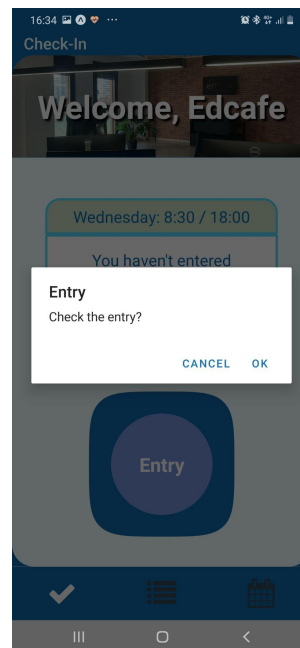 16:34
Check-In
Welcome, Edcafe
Wednesday: 8:30 / 18:00
You haven't entered
Entry
Check the entry?
CANCEL OK
Entry